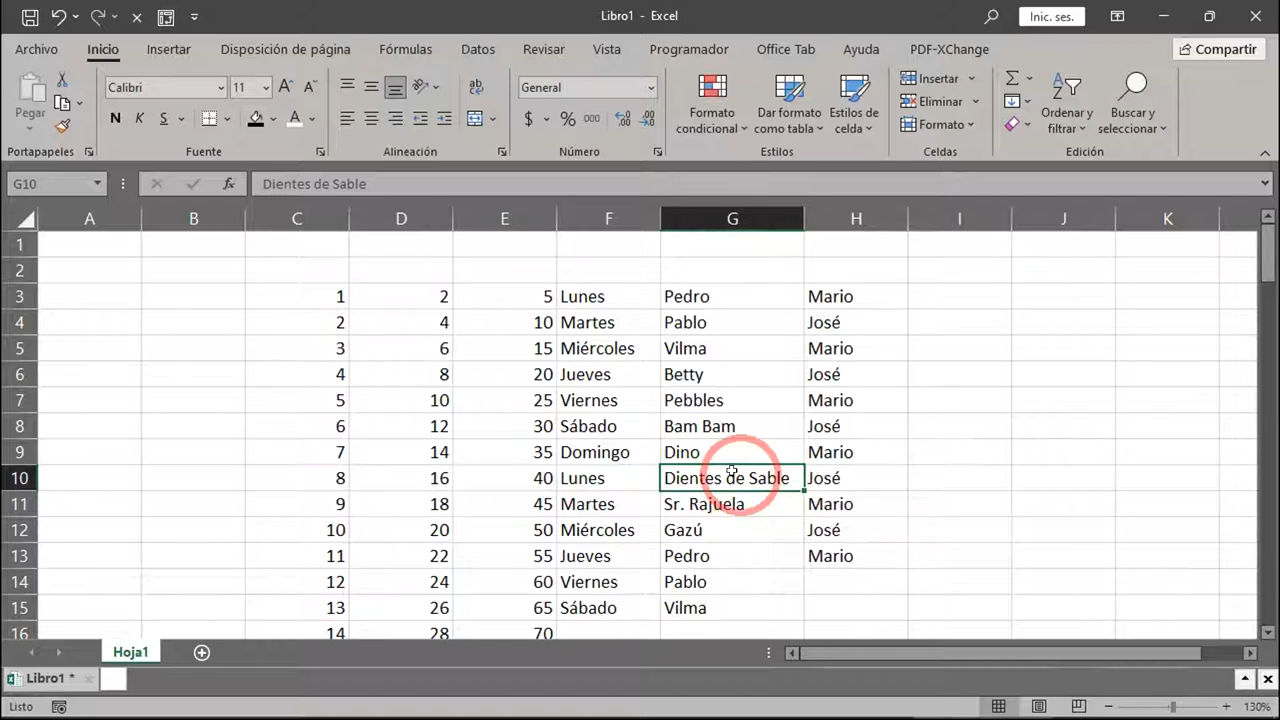 Libro1 - Excel
Inic. ses.
Archivo Inicio Insertar Disposición de página Fórmulas Datos Revisar Vista Programador Office Tab Ayuda PDF-XChange Compartir
Pegar
Portapapeles
Calibri 11
N K S
Fuente
Alineación
General
$ % 000
Número
Formato condicional
Dar formato como tabla
Estilos de celda
Estilos
Insertar
Eliminar
Formato
Celdas
Ordenar y filtrar
Buscar y seleccionar
Edición
G10 fx Dientes de Sable
A B C D E F G H I J K
1
2
3 1 2 5 Lunes Pedro Mario
4 2 4 10 Martes Pablo José
5 3 6 15 Miércoles Vilma Mario
6 4 8 20 Jueves Betty José
7 5 10 25 Viernes Pebbles Mario
8 6 12 30 Sábado Bam Bam José
9 7 14 35 Domingo Dino Mario
10 8 16 40 Lunes Dientes de Sable José
11 9 18 45 Martes Sr. Rajuela Mario
12 10 20 50 Miércoles Gazú José
13 11 22 55 Jueves Pedro Mario
14 12 24 60 Viernes Pablo
15 13 26 65 Sábado Vilma
16 14 28 70
Hoja1
Libro1 *
Listo 130%